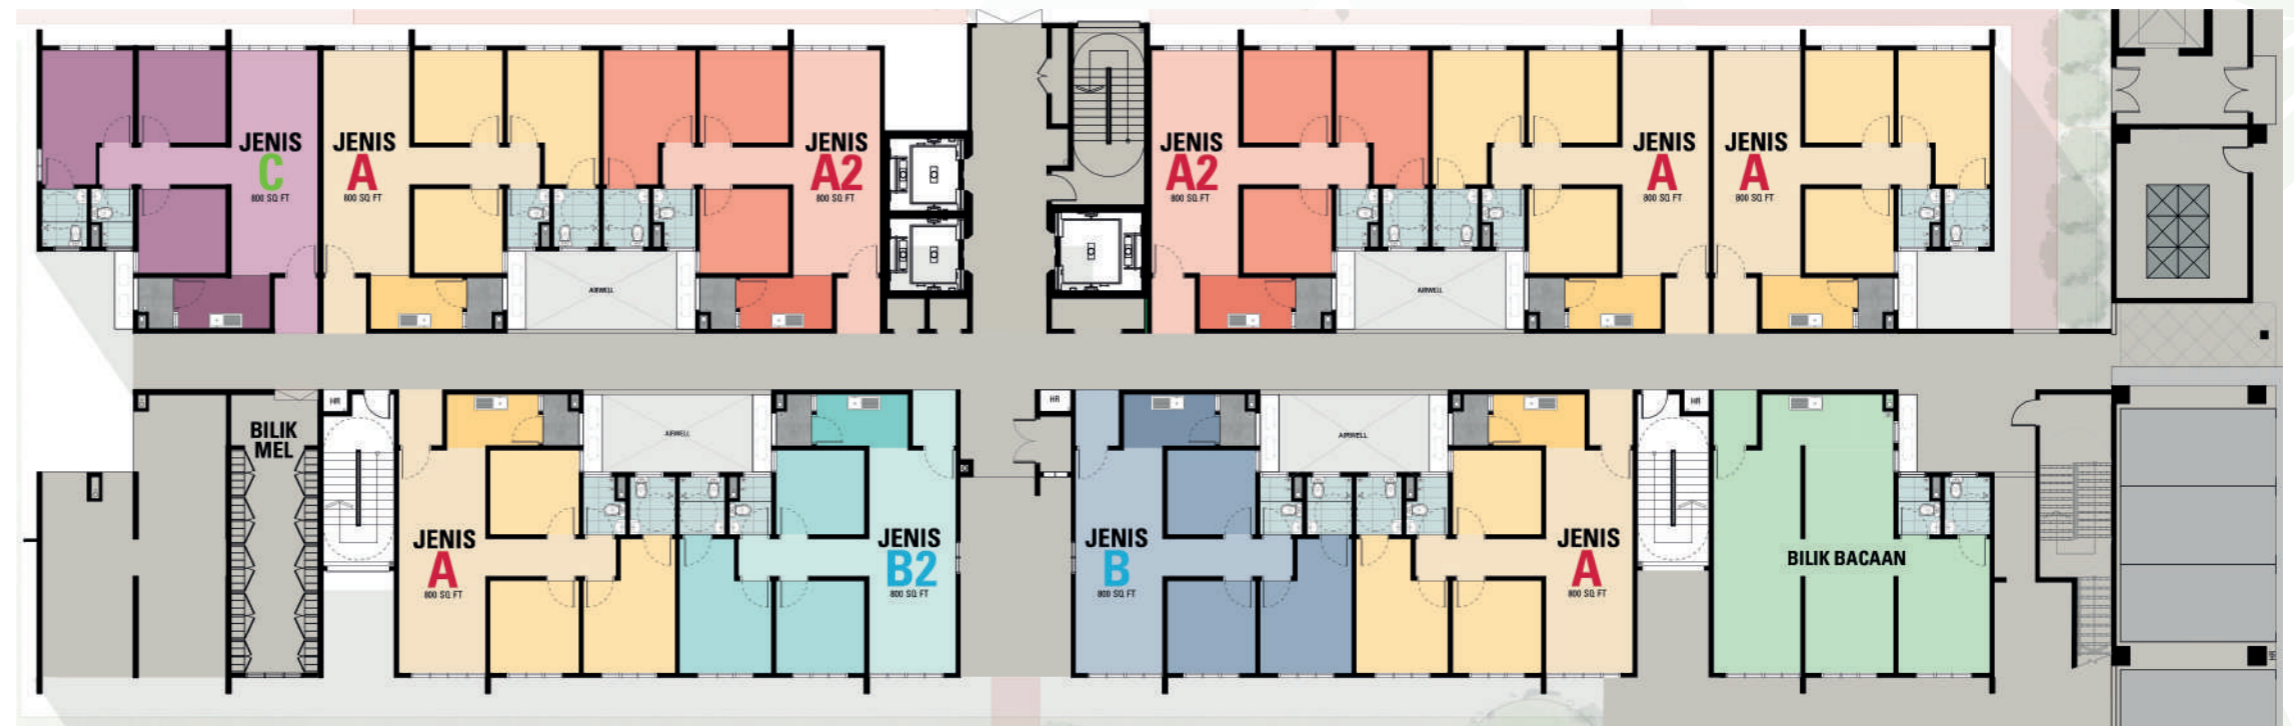 JENIS
C
800 SQ FT
JENIS
A
800 SQ FT
JENIS
A2
800 SQ FT
JENIS
A2
800 SQ FT
JENIS
A
800 SQ FT
JENIS
A
800 SQ FT
AIRWELL
AIRWELL
HR
BILIK
MEL
AIRWELL
HR
AIRWELL
HR
JENIS
A
800 SQ FT
JENIS
B2
800 SQ FT
JENIS
B
800 SQ FT
JENIS
A
800 SQ FT
BILIK BACAAN
HR